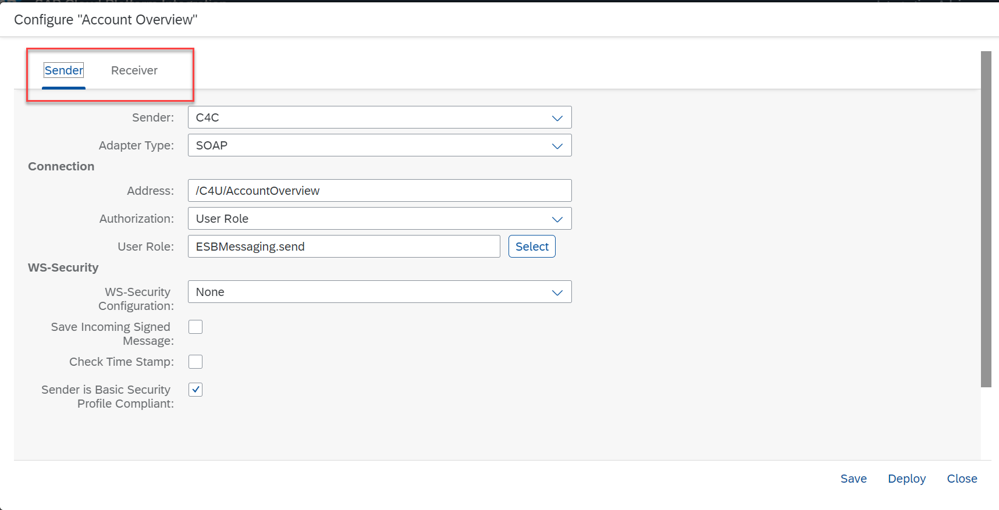 Configure "Account Overview"
Sender Receiver
Sender: C4C
Adapter Type: SOAP
Connection
Address: /C4U/AccountOverview
Authorization: User Role
User Role: ESBMessaging.send Select
WS-Security
WS-Security
Configuration: None
Save Incoming Signed
Message:
Check Time Stamp:
Sender is Basic Security
Profile Compliant:
Save Deploy Close